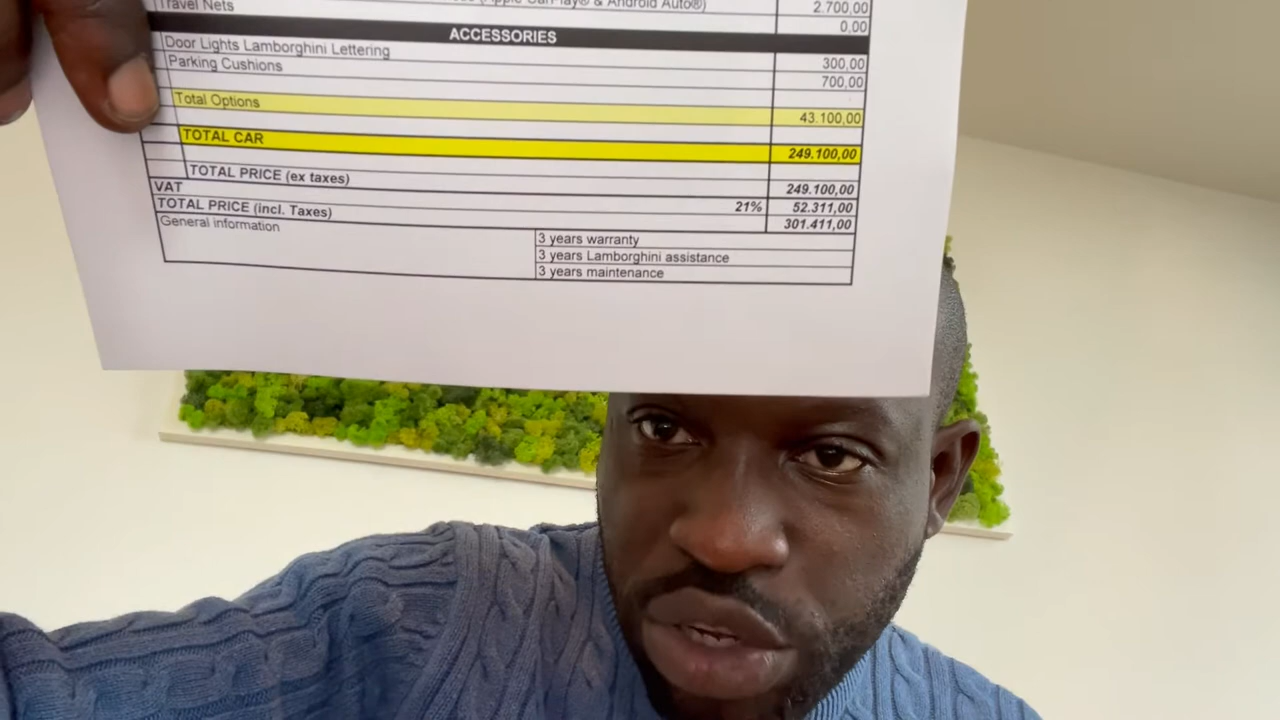 (Apple CarPlay® & Android Auto®) 2.700,00
Travel Nets 0,00
ACCESSORIES
Door Lights Lamborghini Lettering 300,00
Parking Cushions 700,00
Total Options 43.100,00
TOTAL CAR 249.100,00
TOTAL PRICE (ex taxes) 249.100,00
VAT 21% 52.311,00
TOTAL PRICE (incl. Taxes) 301.411,00
General information 3 years warranty
3 years Lamborghini assistance
3 years maintenance